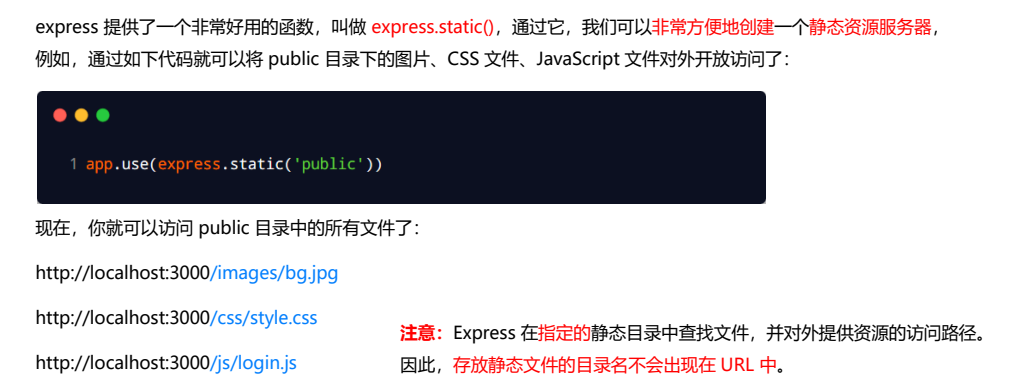 express 提供了一个非常好用的函数，叫做 express.static()，通过它，我们可以非常方便地创建一个静态资源服务器，
例如，通过如下代码就可以将 public 目录下的图片、CSS 文件、JavaScript 文件对外开放访问了：
1 app.use(express.static('public'))
现在，你就可以访问 public 目录中的所有文件了：
http://localhost:3000/images/bg.jpg
http://localhost:3000/css/style.css
http://localhost:3000/js/login.js
注意：Express 在指定的静态目录中查找文件，并对外提供资源的访问路径。
因此，存放静态文件的目录名不会出现在 URL 中。